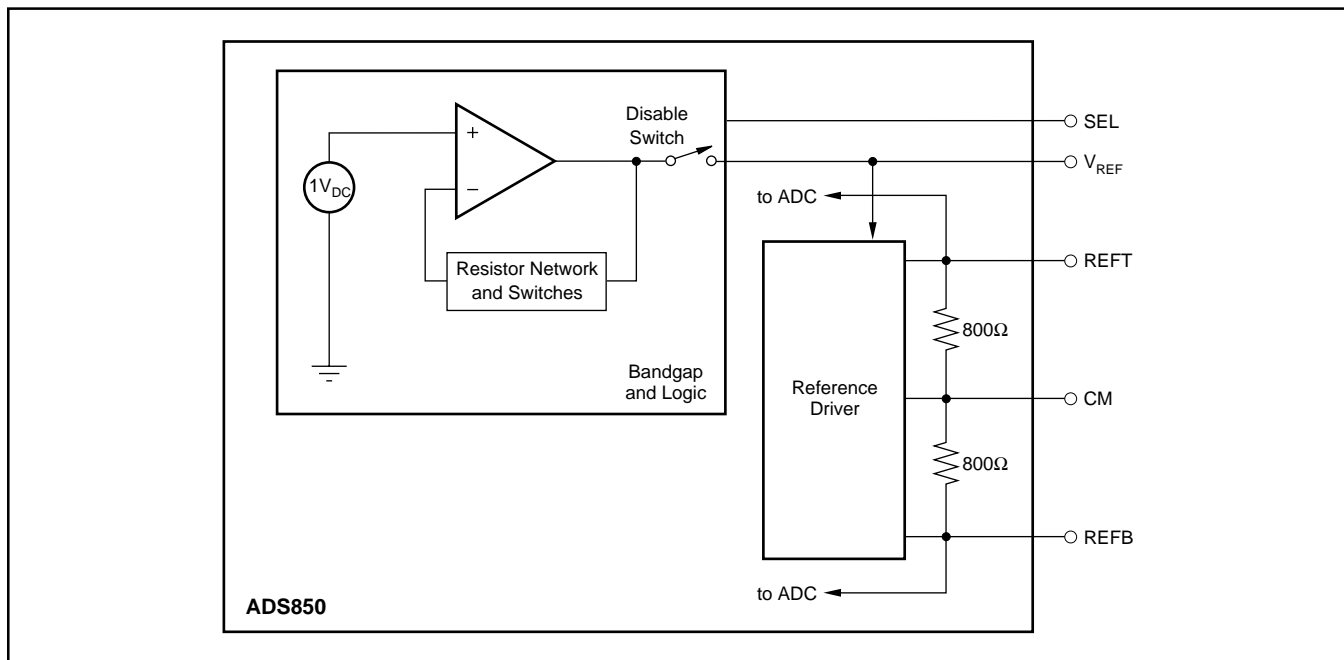 Disable
Switch
SEL
+
1V_DC
V_REF
−
to ADC
Resistor Network
and Switches
REFT
800Ω
Bandgap
and Logic
Reference
Driver
CM
800Ω
REFB
to ADC
ADS850